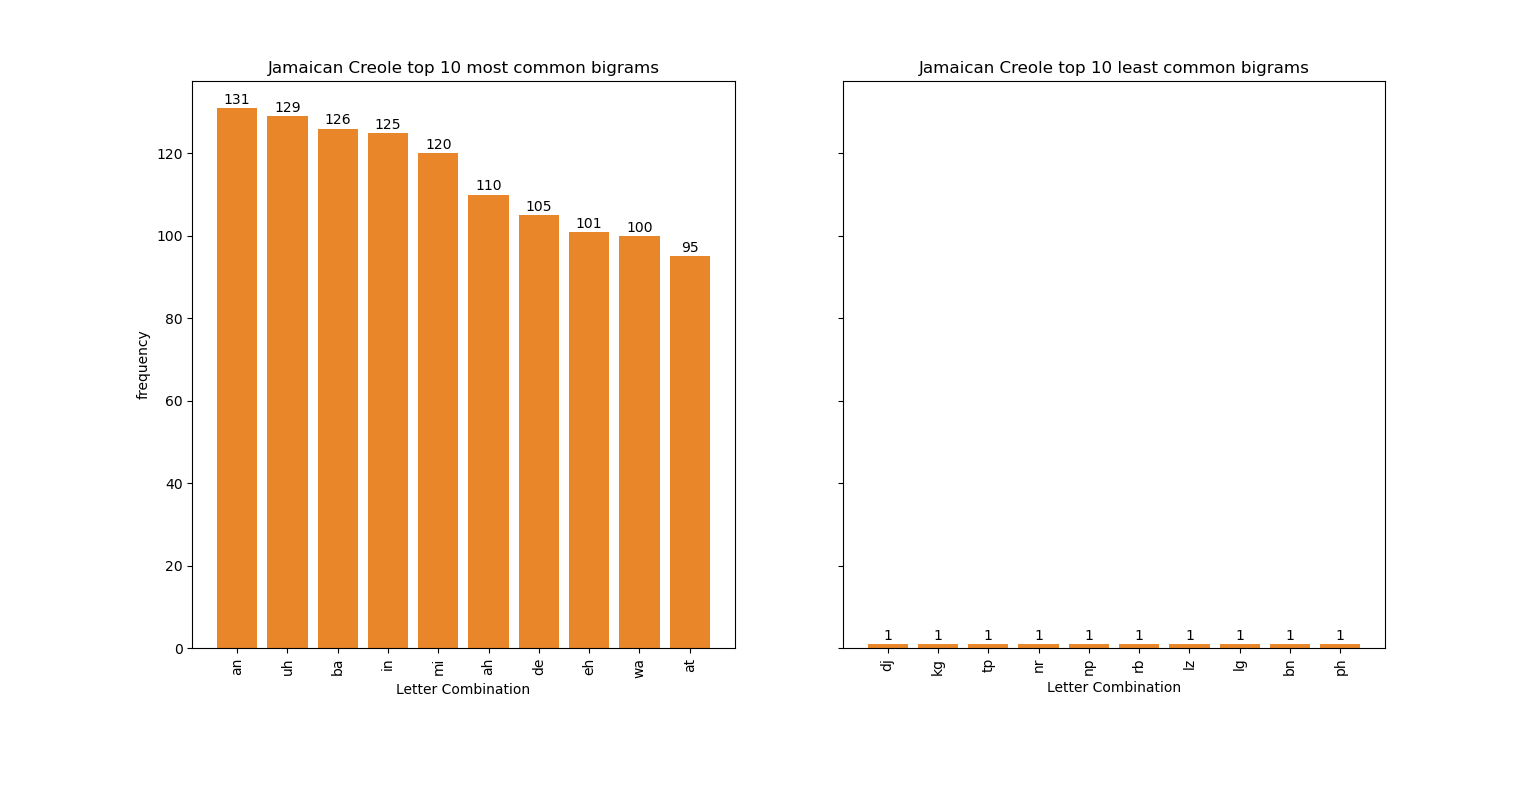 Jamaican Creole top 10 most common bigrams
131
129
126
125
120
110
105
101
100
95
120
100
80
60
40
20
0
frequency
an
uh
ba
in
mi
ah
de
eh
wa
at
Letter Combination
Jamaican Creole top 10 least common bigrams
1
1
1
1
1
1
1
1
1
1
dj
kg
tp
nr
np
rb
lz
lg
bn
ph
Letter Combination